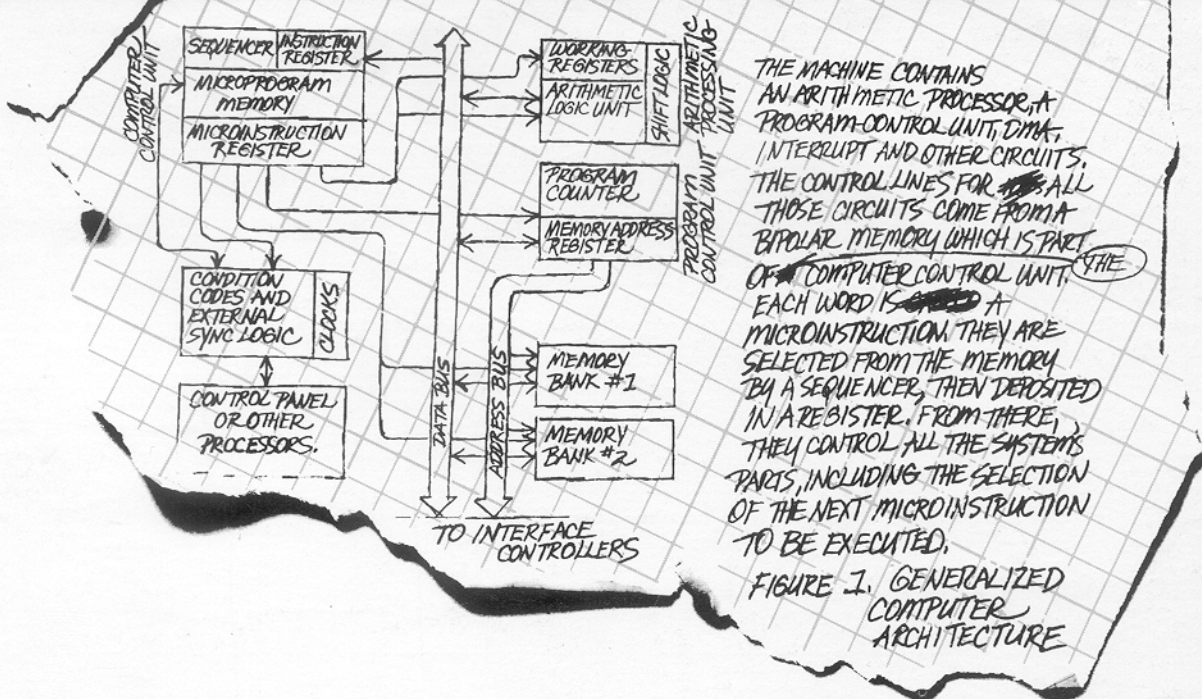 COMPUTER
CONTROL UNIT
SEQUENCER
INSTRUCTION
REGISTER
MICROPROGRAM
MEMORY
MICROINSTRUCTION
REGISTER
CONDITION
CODES AND
EXTERNAL
SYNC LOGIC
CLOCKS
CONTROL PANEL
OR OTHER
PROCESSORS.
DATA BUS
ADDRESS BUS
WORKING
REGISTERS
ARITHMETIC
LOGIC UNIT
SHIFT LOGIC
ARITHMETIC
PROCESSING
UNIT
PROGRAM
COUNTER
MEMORY ADDRESS
REGISTER
PROGRAM
CONTROL UNIT
MEMORY
BANK #1
MEMORY
BANK #2
TO INTERFACE
CONTROLLERS
THE MACHINE CONTAINS
AN ARITHMETIC PROCESSOR, A
PROGRAM-CONTROL UNIT, DMA,
INTERRUPT AND OTHER CIRCUITS.
THE CONTROL LINES FOR ALL
THOSE CIRCUITS COME FROM A
BIPOLAR MEMORY WHICH IS PART
OF THE COMPUTER CONTROL UNIT.
EACH WORD IS A
MICROINSTRUCTION. THEY ARE
SELECTED FROM THE MEMORY
BY A SEQUENCER, THEN DEPOSITED
IN A REGISTER. FROM THERE,
THEY CONTROL ALL THE SYSTEM'S
PARTS, INCLUDING THE SELECTION
OF THE NEXT MICROINSTRUCTION
TO BE EXECUTED.
FIGURE 1. GENERALIZED
COMPUTER
ARCHITECTURE